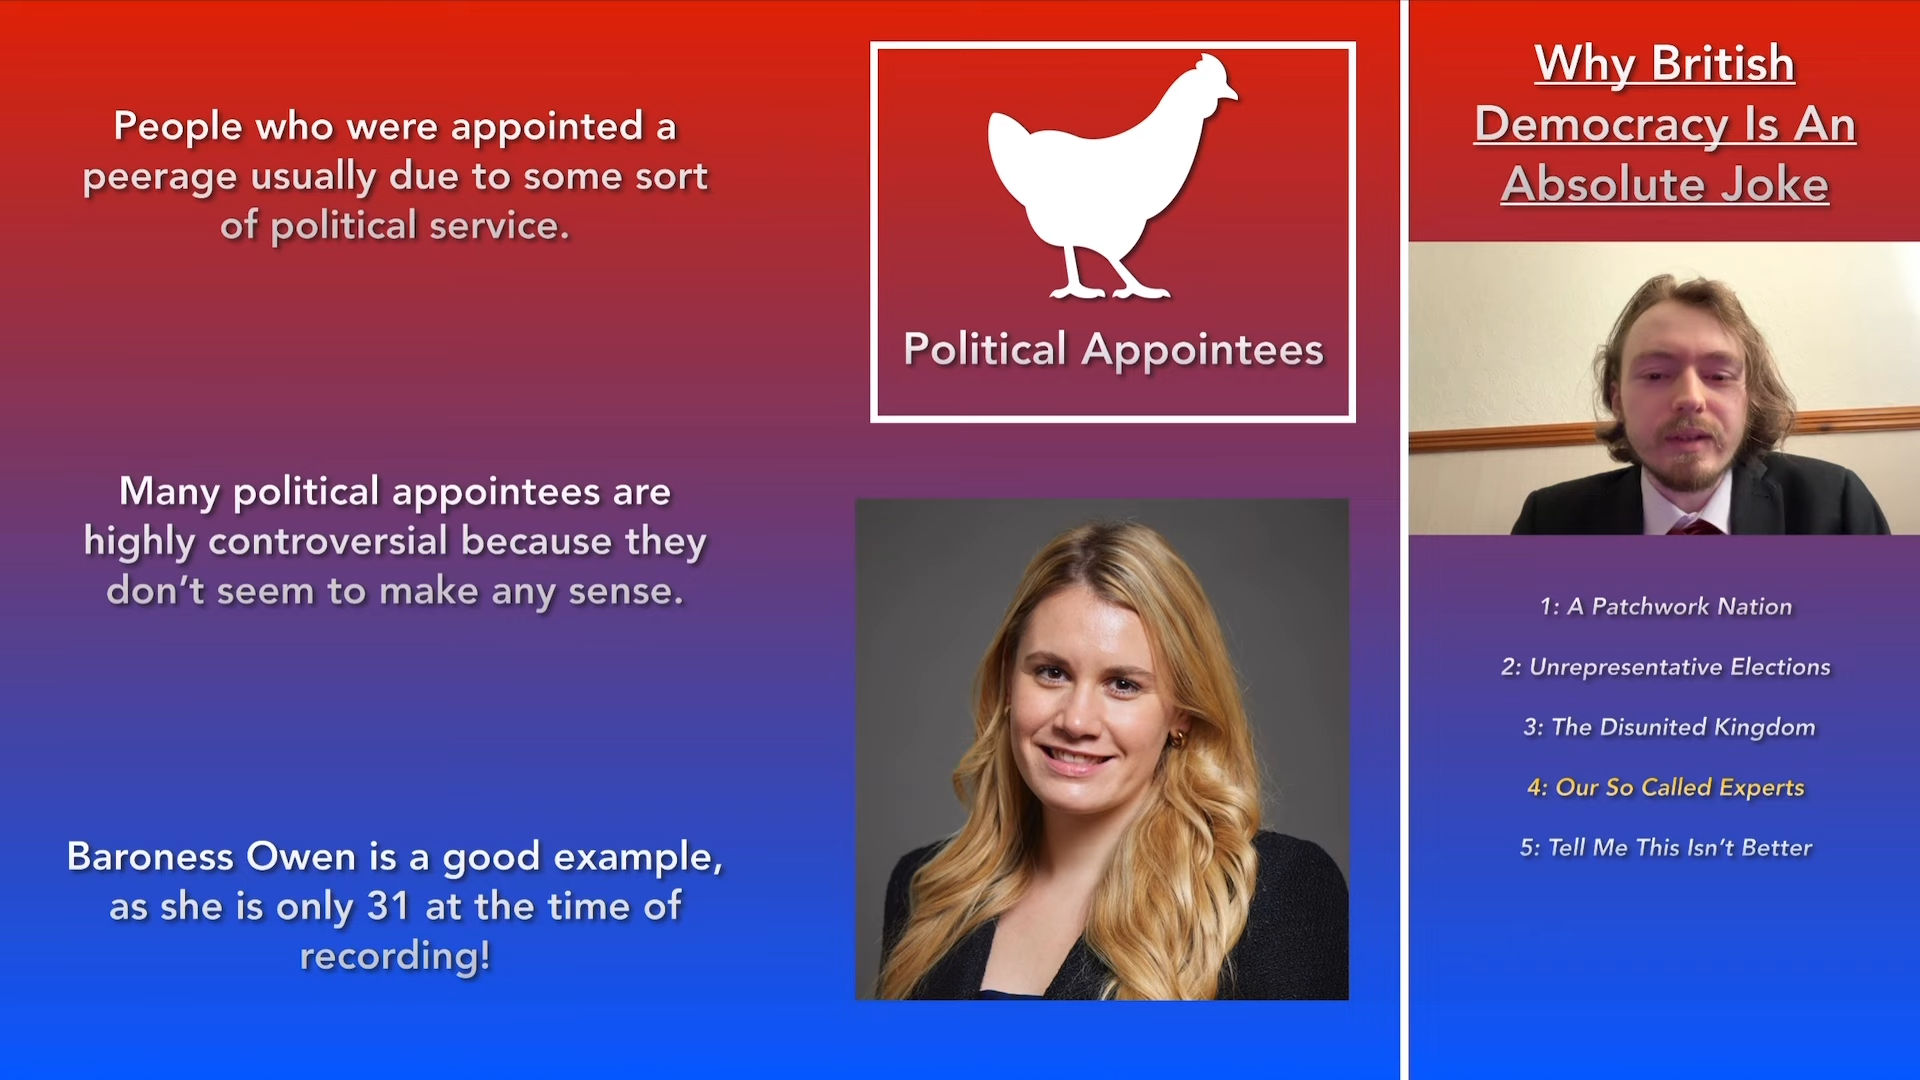 People who were appointed a
peerage usually due to some sort
of political service.
Political Appointees
Many political appointees are
highly controversial because they
don’t seem to make any sense.
Baroness Owen is a good example,
as she is only 31 at the time of
recording!
Why British
Democracy Is An
Absolute Joke
1: A Patchwork Nation
2: Unrepresentative Elections
3: The Disunited Kingdom
4: Our So Called Experts
5: Tell Me This Isn’t Better